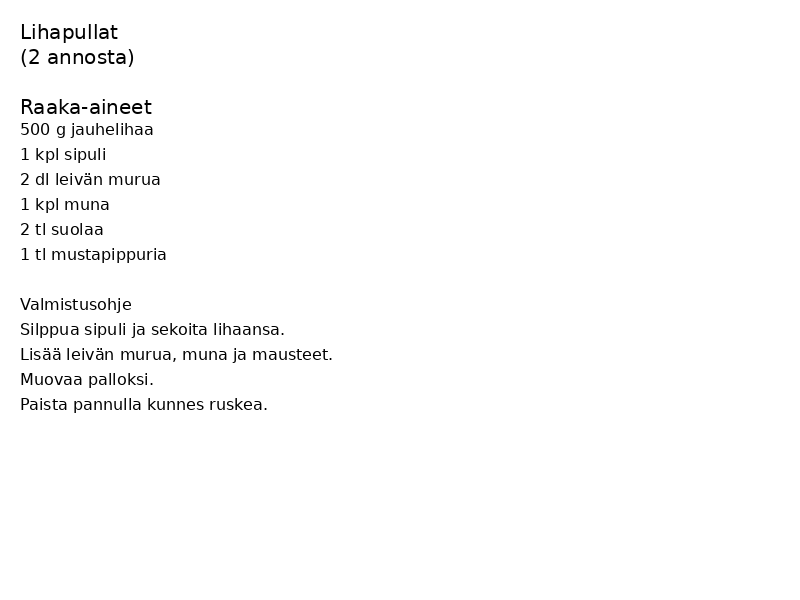 Lihapullat
(2 annosta)
Raaka-aineet
500 g jauhelihaa
1 kpl sipuli
2 dl leivän murua
1 kpl muna
2 tl suolaa
1 tl mustapippuria
Valmistusohje
Silppua sipuli ja sekoita lihaansa.
Lisää leivän murua, muna ja mausteet.
Muovaa palloksi.
Paista pannulla kunnes ruskea.